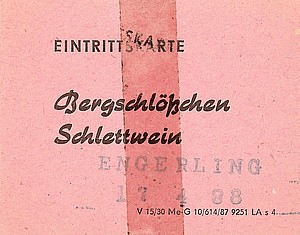 EINTRITTSKARTE
Bergschlößchen
Schlettwein
ENGERLING
17 4 88
V 15/30 Me-G 10/614/87 9251 LA s 4